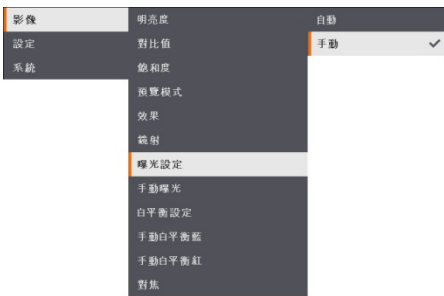 影像
設定
系統
明亮度
對比值
飽和度
預覽模式
效果
鏡射
曝光設定
手動曝光
白平衡設定
手動白平衡藍
手動白平衡紅
對焦
自動
手動